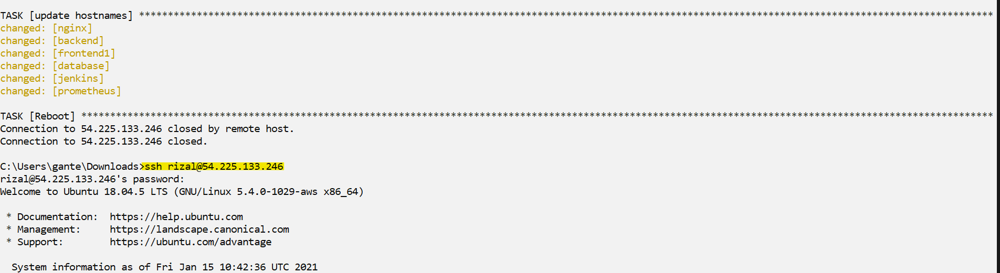 TASK [update hostnames] ****************************************************************************************************************************************************
changed: [nginx]
changed: [backend]
changed: [frontend1]
changed: [database]
changed: [jenkins]
changed: [prometheus]
TASK [Reboot] **************************************************************************************************************************************************************
Connection to 54.225.133.246 closed by remote host.
Connection to 54.225.133.246 closed.
C:\Users\gante\Downloads>ssh rizal@54.225.133.246
rizal@54.225.133.246's password:
Welcome to Ubuntu 18.04.5 LTS (GNU/Linux 5.4.0-1029-aws x86_64)
* Documentation:  https://help.ubuntu.com
* Management:     https://landscape.canonical.com
* Support:        https://ubuntu.com/advantage
System information as of Fri Jan 15 10:42:36 UTC 2021